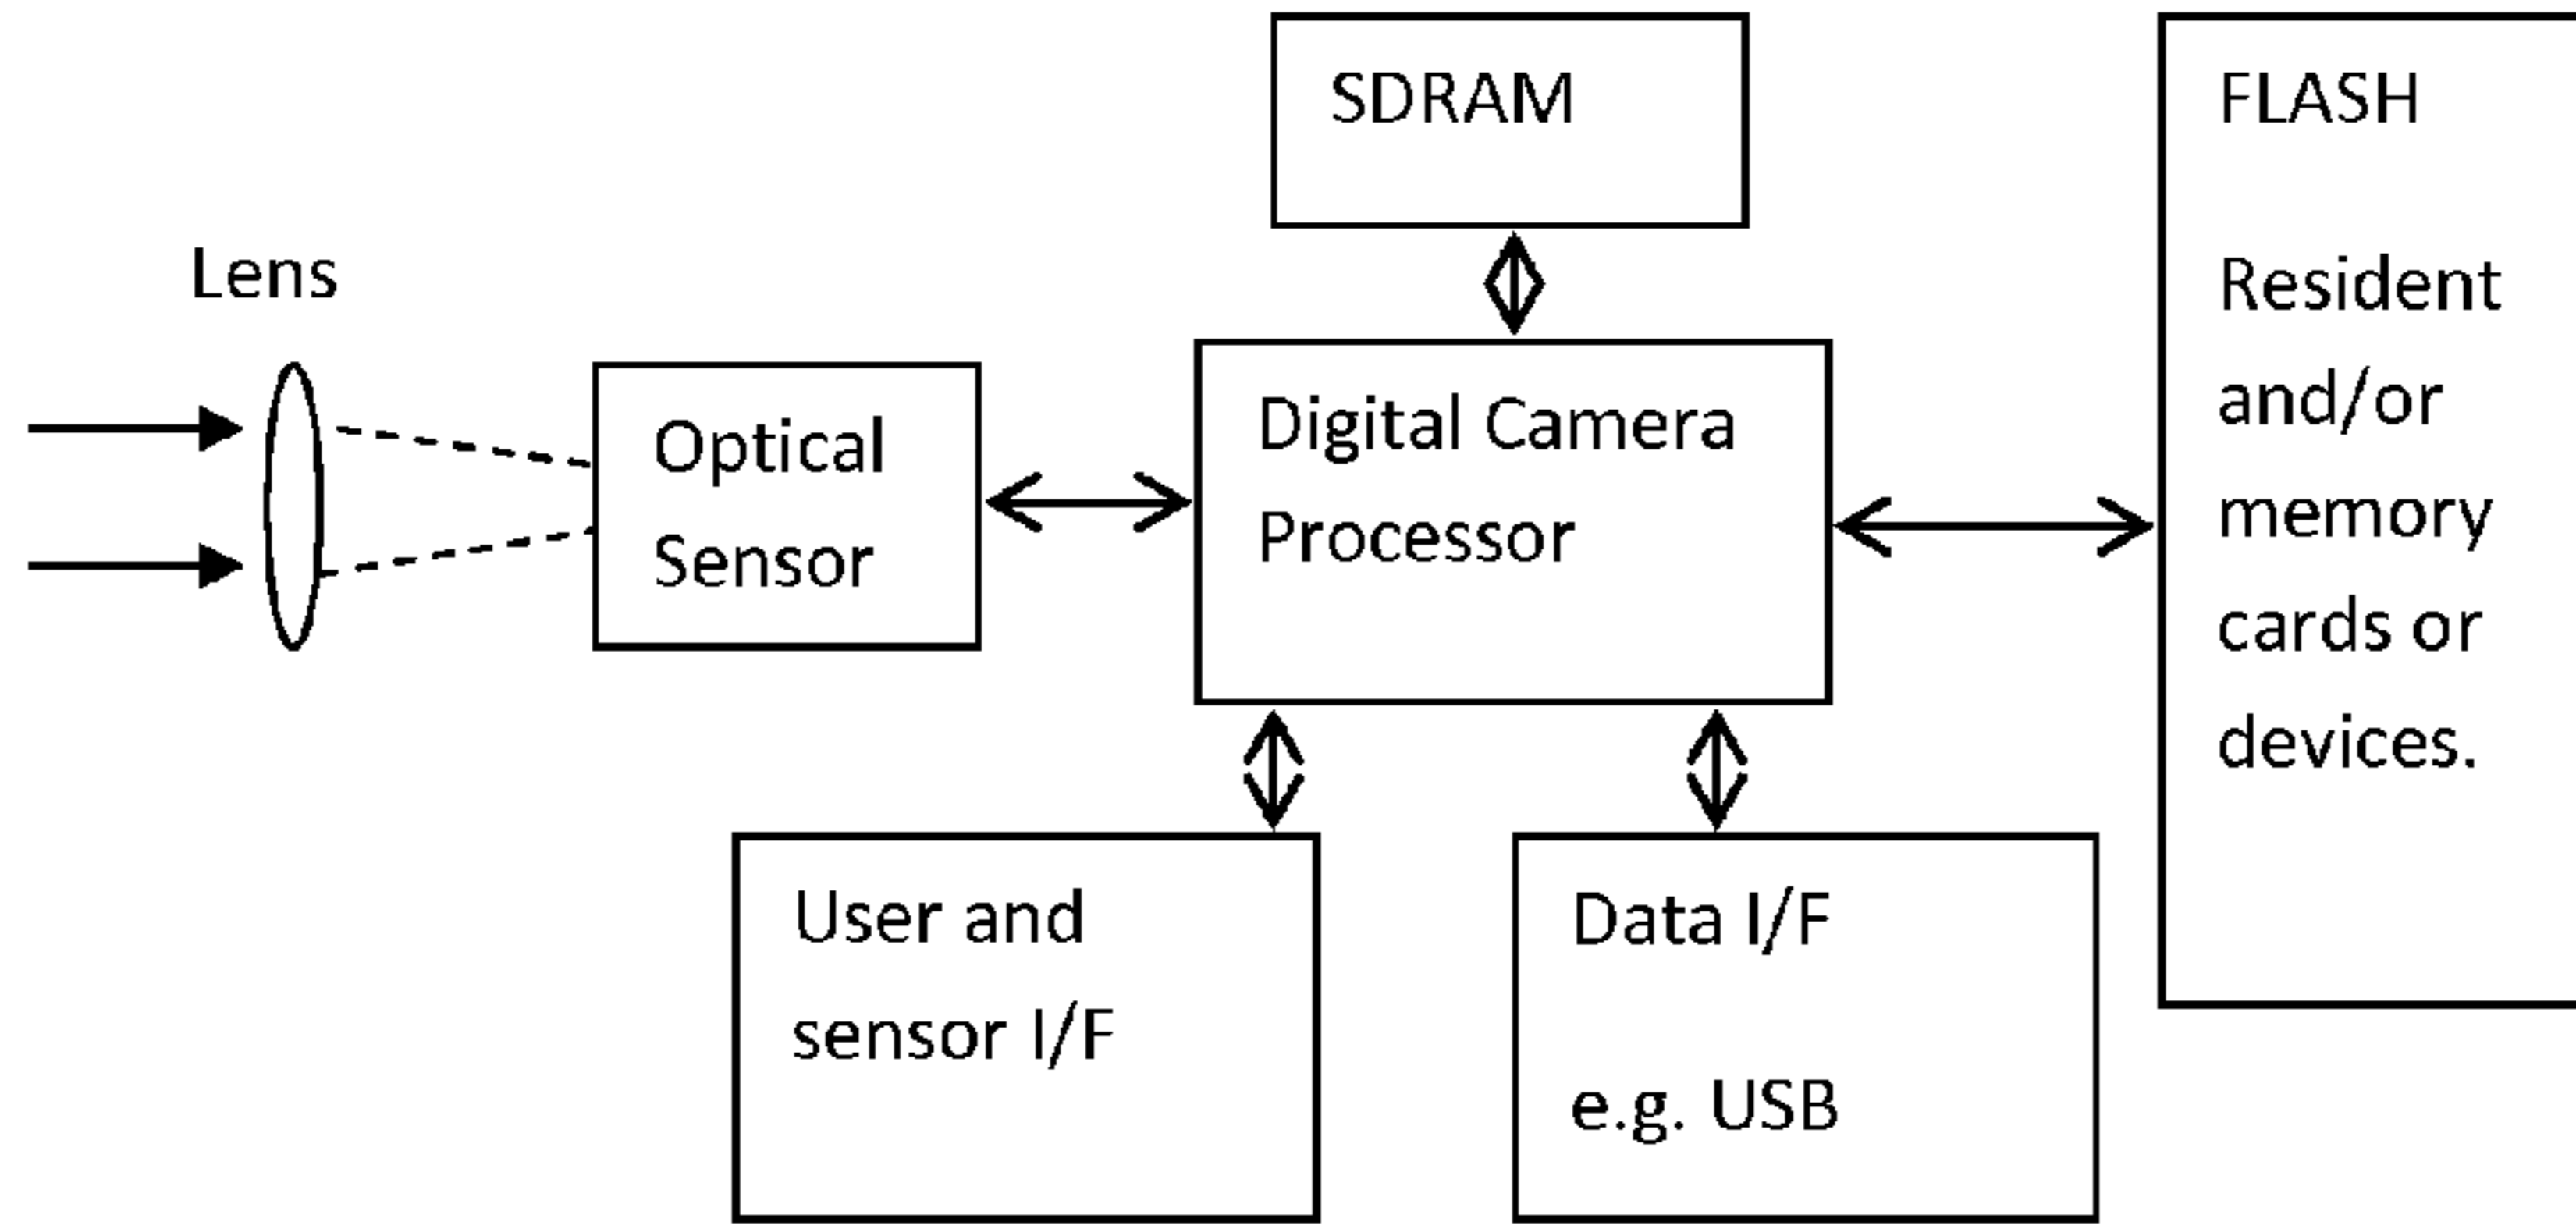 SDRAM
FLASH
Resident
and/or
memory
cards or
devices.
Lens
Optical
Sensor
Digital Camera
Processor
User and
sensor I/F
Data I/F
e.g. USB